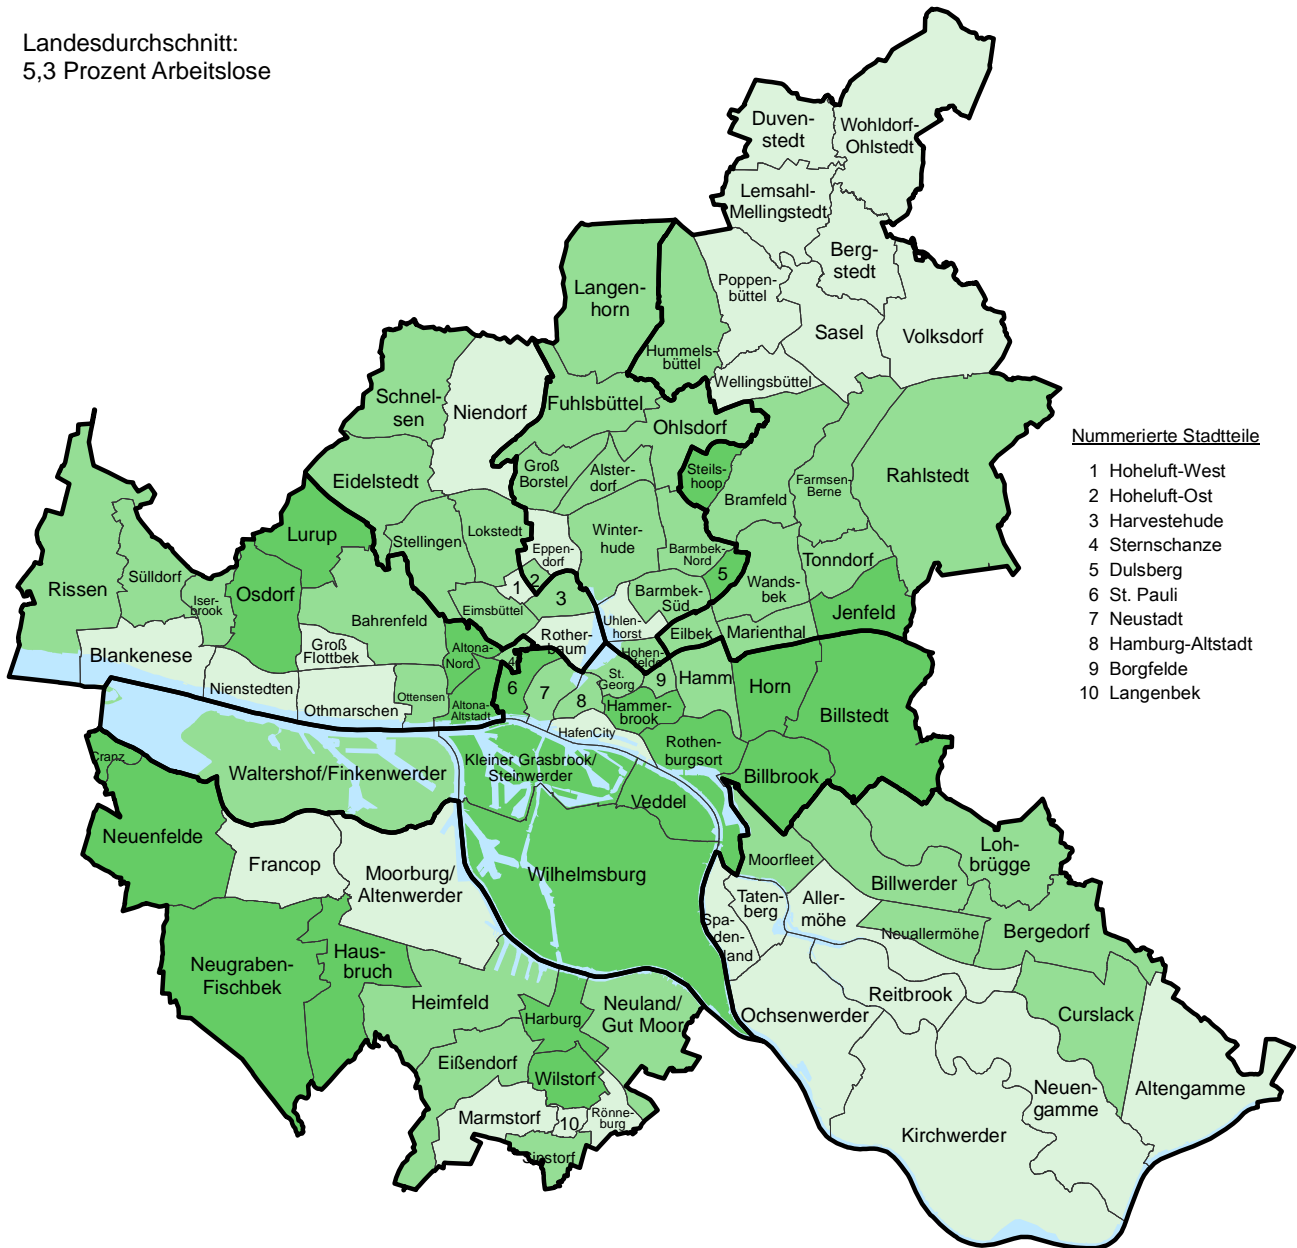 Landesdurchschnitt:
5,3 Prozent Arbeitslose
Duven-
stedt
Wohldorf-
Ohlstedt
Lemsahl-
Mellingstedt
Berg-
stedt
Poppen-
büttel
Sasel
Volksdorf
Langen-
horn
Hummels-
büttel
Wellingsbüttel
Schnel-
sen
Niendorf
Fuhlsbüttel
Ohlsdorf
Rahlstedt
Eidelstedt
Groß
Borstel
Alster-
dorf
Steils-
hoop
Bramfeld
Farmsen-
Berne
Lurup
Stellingen
Lokstedt
Eppen-
dorf
Winter-
hude
Barmbek-
Nord
5
Tonndorf
Rissen
Sülldorf
Iser-
brook
Osdorf
Bahrenfeld
Eimsbüttel
1
2
3
Barmbek-
Süd
Wands-
bek
Jenfeld
Uhlen-
horst
Eilbek
Marienthal
Blankenese
Groß
Flottbek
Altona-
Nord
4
Rother-
baum
Hohen-
felde
Nienstedten
Othmarschen
Ottensen
Altona-
Altstadt
6
7
8
St.
Georg
9
Hamm
Horn
Billstedt
Hammer-
brook
HafenCity
Rothen-
burgsort
Billbrook
Cranz
Waltershof/Finkenwerder
Kleiner Grasbrook/
Steinwerder
Veddel
Neuenfelde
Francop
Moorburg/
Altenwerder
Wilhelmsburg
Moorfleet
Billwerder
Loh-
brügge
Taten-
berg
Aller-
möhe
Spa-
den-
land
Neuallermöhe
Bergedorf
Neugraben-
Fischbek
Haus-
bruch
Heimfeld
Harburg
Neuland/
Gut Moor
Ochsenwerder
Reitbrook
Curslack
Eißendorf
Wilstorf
Neuen-
gamme
Altengamme
Marmstorf
10
Rönne-
burg
Sinstorf
Kirchwerder
Nummerierte Stadtteile
1 Hoheluft-West
2 Hoheluft-Ost
3 Harvestehude
4 Sternschanze
5 Dulsberg
6 St. Pauli
7 Neustadt
8 Hamburg-Altstadt
9 Borgfelde
10 Langenbek